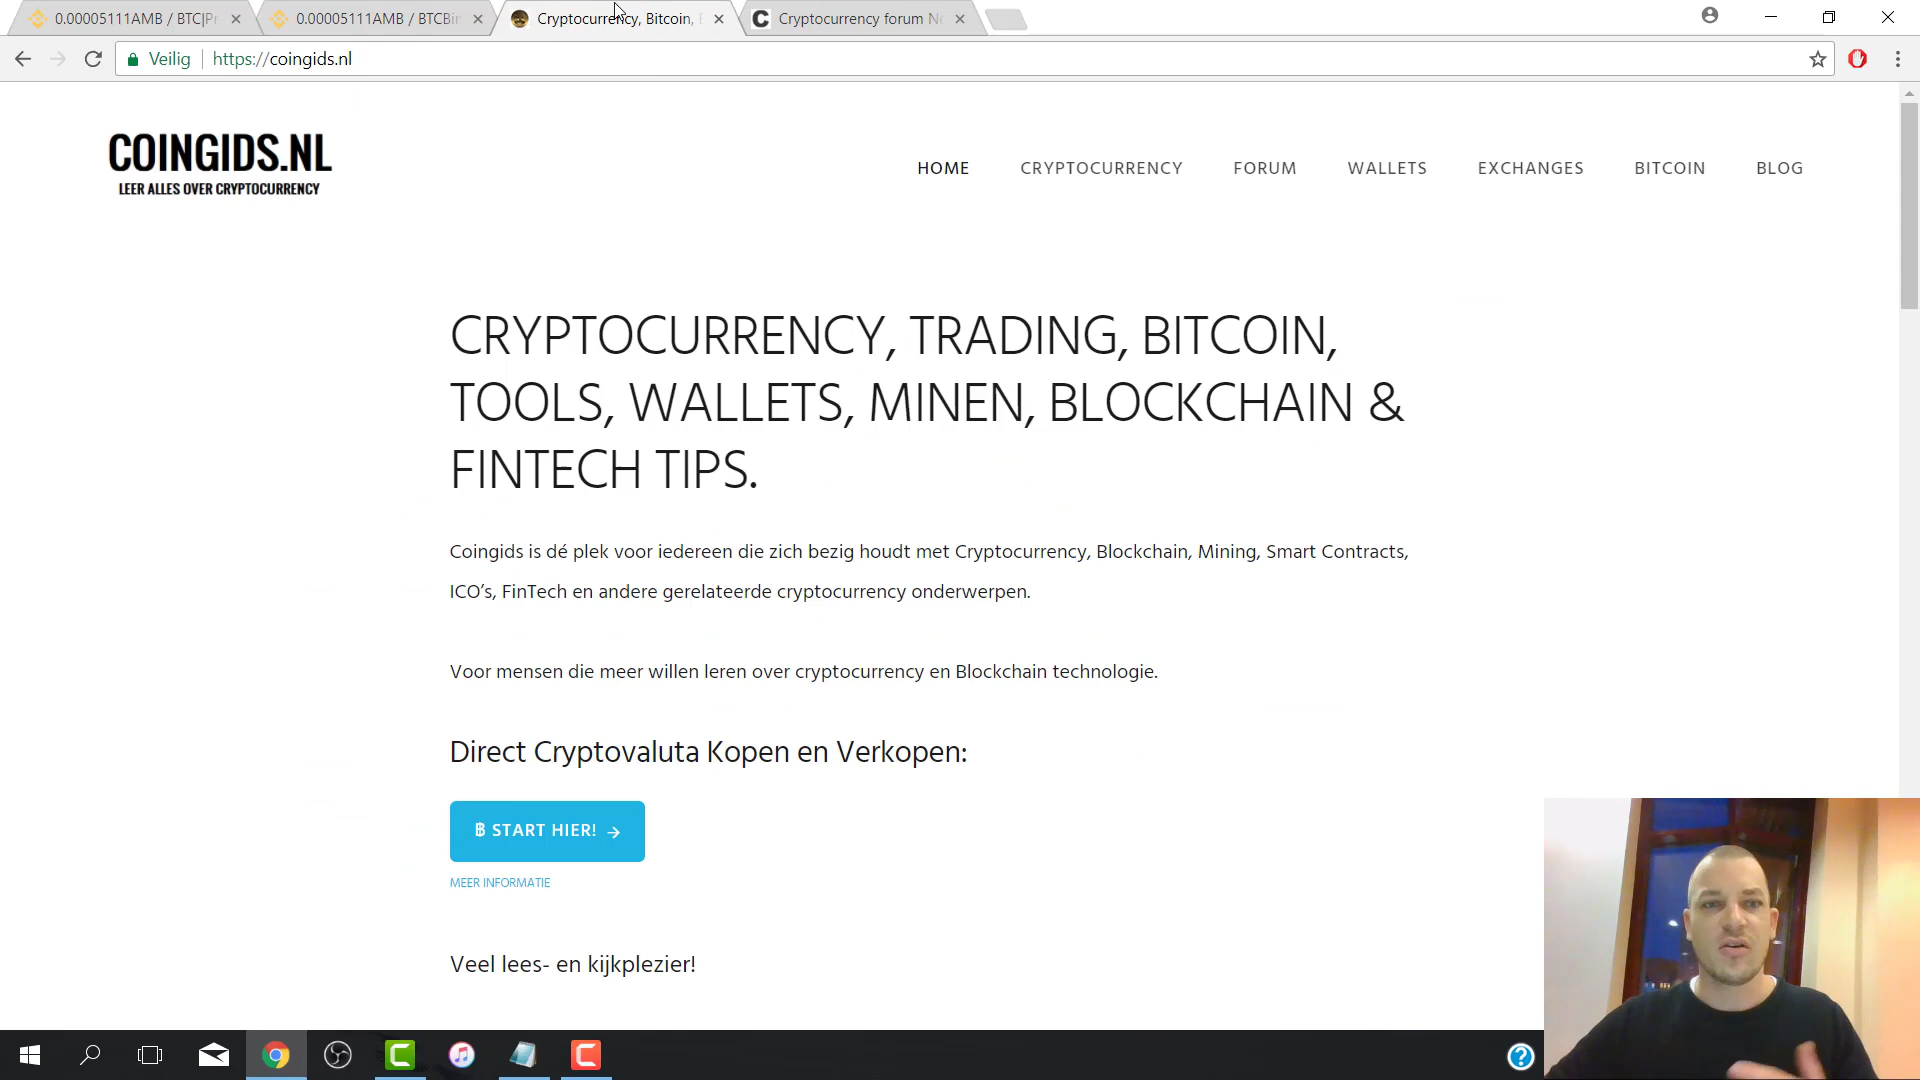 0.00005111AMB / BTC|Pr
0.00005111AMB / BTCBin
Cryptocurrency, Bitcoin,
Cryptocurrency forum Ne
Veilig
https://coingids.nl
COINGIDS.NL
LEER ALLES OVER CRYPTOCURRENCY
HOME
CRYPTOCURRENCY
FORUM
WALLETS
EXCHANGES
BITCOIN
BLOG
CRYPTOCURRENCY, TRADING, BITCOIN,
TOOLS, WALLETS, MINEN, BLOCKCHAIN &
FINTECH TIPS.
Coingids is dé plek voor iedereen die zich bezig houdt met Cryptocurrency, Blockchain, Mining, Smart Contracts,
ICO’s, FinTech en andere gerelateerde cryptocurrency onderwerpen.
Voor mensen die meer willen leren over cryptocurrency en Blockchain technologie.
Direct Cryptovaluta Kopen en Verkopen:
฿ START HIER! →
MEER INFORMATIE
Veel lees- en kijkplezier!